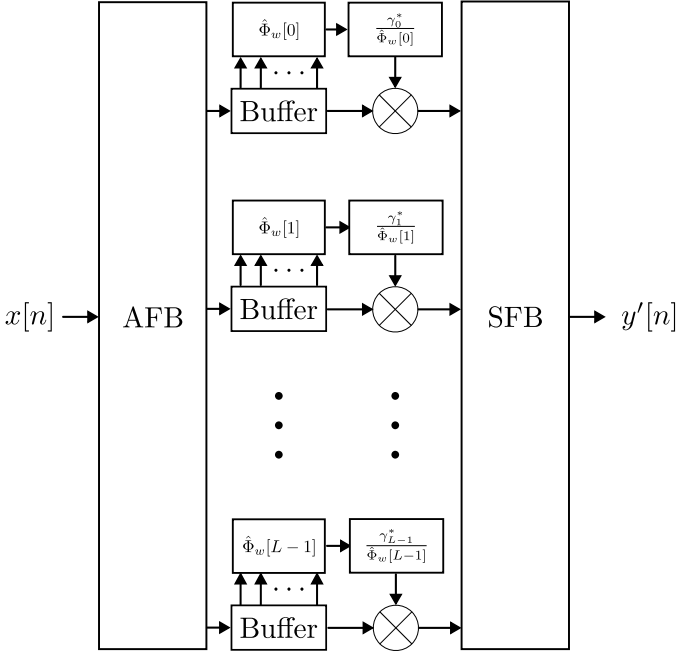 Φ̂_w[0]
γ_0^* / Φ̂_w[0]
· · ·
Buffer
Φ̂_w[1]
γ_1^* / Φ̂_w[1]
· · ·
Buffer
x[n]
AFB
SFB
y′[n]
Φ̂_w[L − 1]
γ_{L−1}^* / Φ̂_w[L−1]
· · ·
Buffer